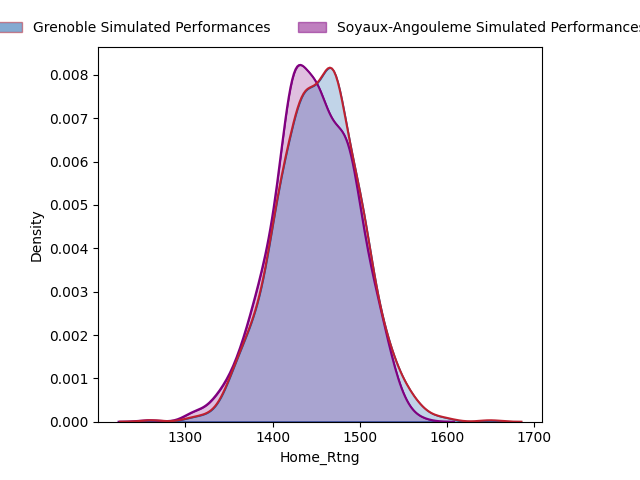 Grenoble Simulated Performances
Soyaux-Angouleme Simulated Performances
0.008
0.007
0.006
0.005
0.004
0.003
0.002
0.001
0.000
Density
1300 1400 1500 1600 1700
Home_Rtng